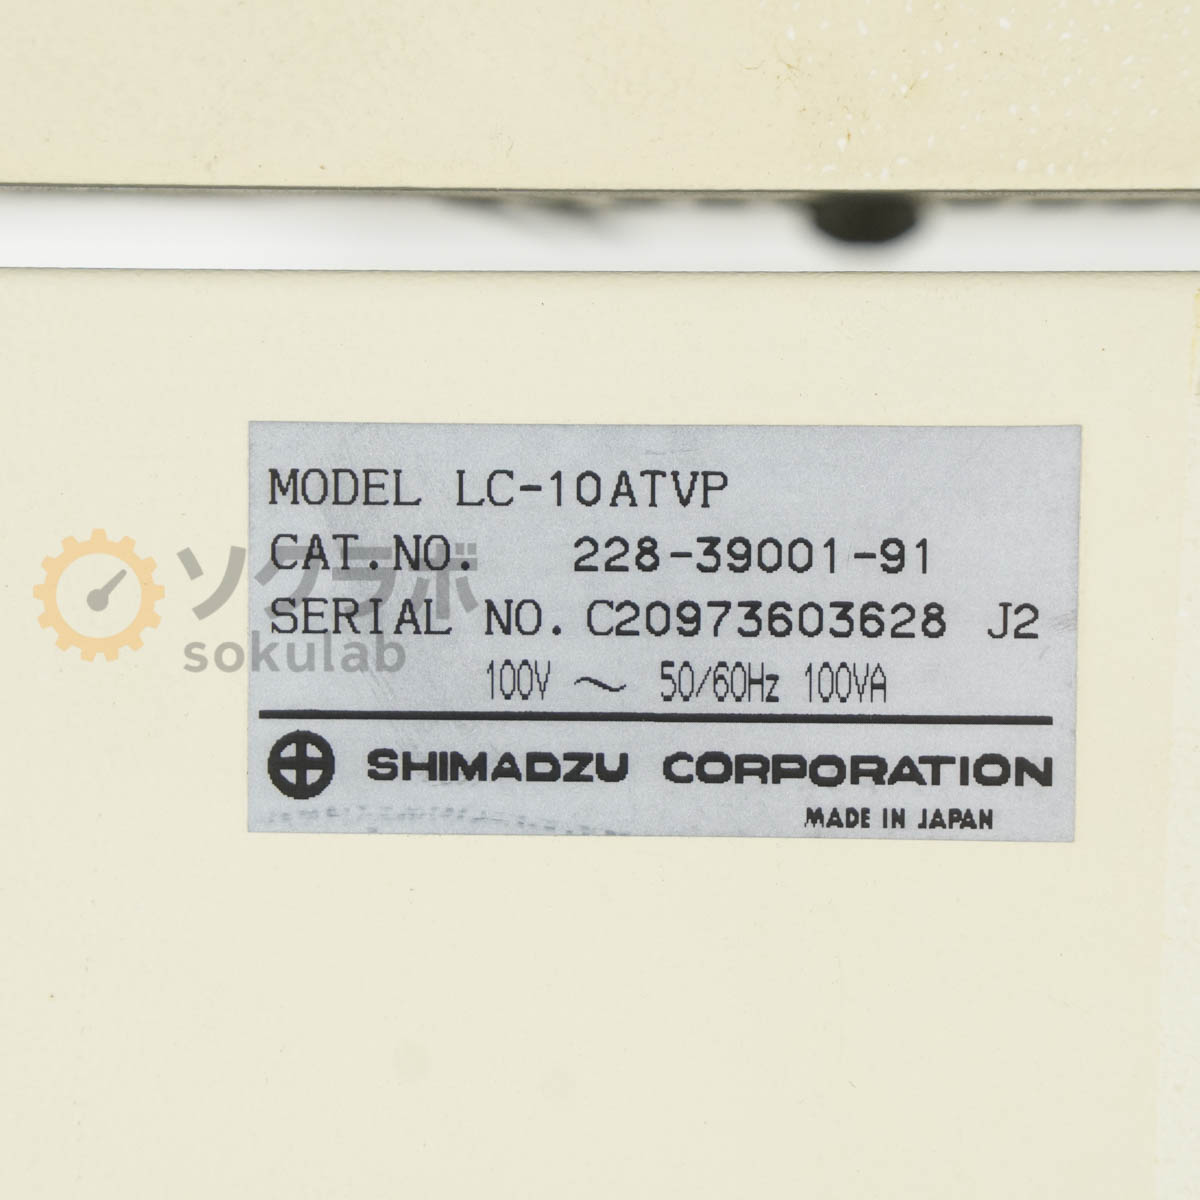 MODEL LC-10ATVP
CAT.NO. 228-39001-91
SERIAL NO. C20973603628 J2
100V ～ 50/60Hz 100VA
SHIMADZU CORPORATION
MADE IN JAPAN
ソクラボ
sokulab